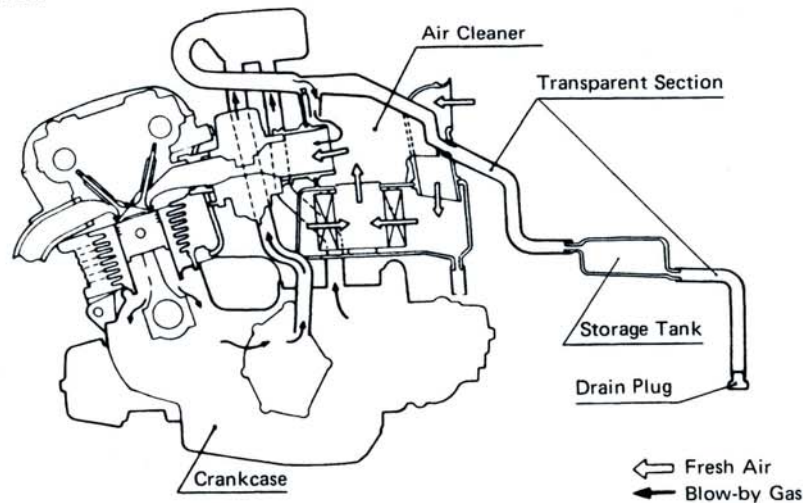 Air Cleaner
Transparent Section
Storage Tank
Drain Plug
Crankcase
Fresh Air
Blow-by Gas